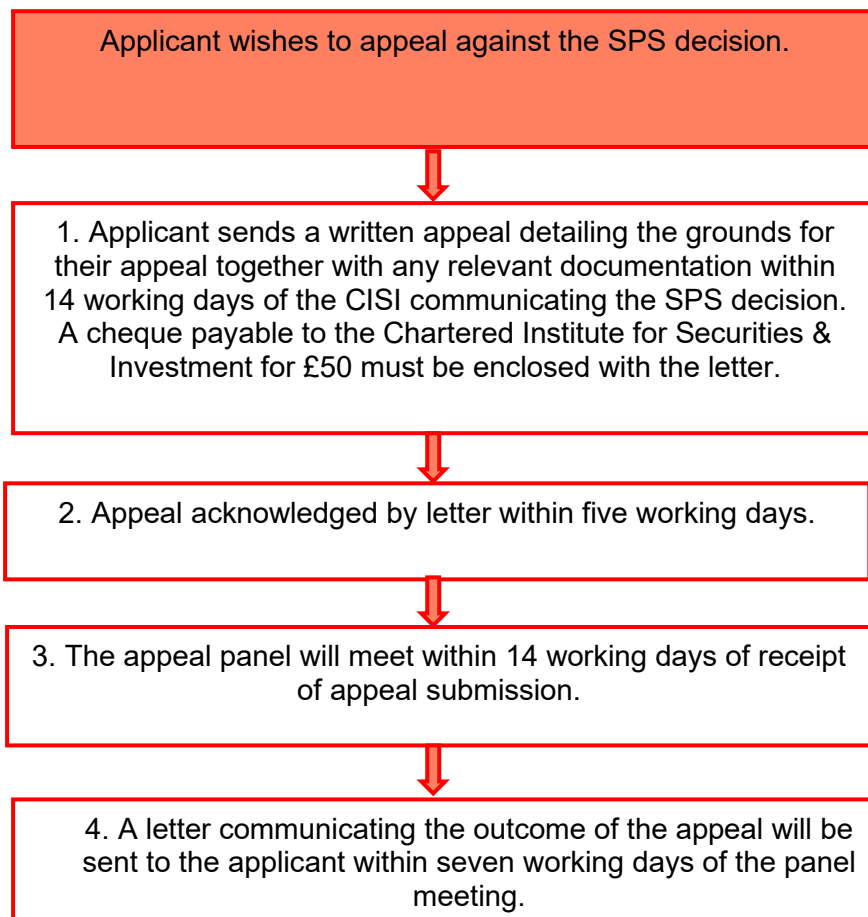 Applicant wishes to appeal against the SPS decision.
1. Applicant sends a written appeal detailing the grounds for
their appeal together with any relevant documentation within
14 working days of the CISI communicating the SPS decision.
A cheque payable to the Chartered Institute for Securities &
Investment for £50 must be enclosed with the letter.
2. Appeal acknowledged by letter within five working days.
3. The appeal panel will meet within 14 working days of receipt
of appeal submission.
4. A letter communicating the outcome of the appeal will be
sent to the applicant within seven working days of the panel
meeting.